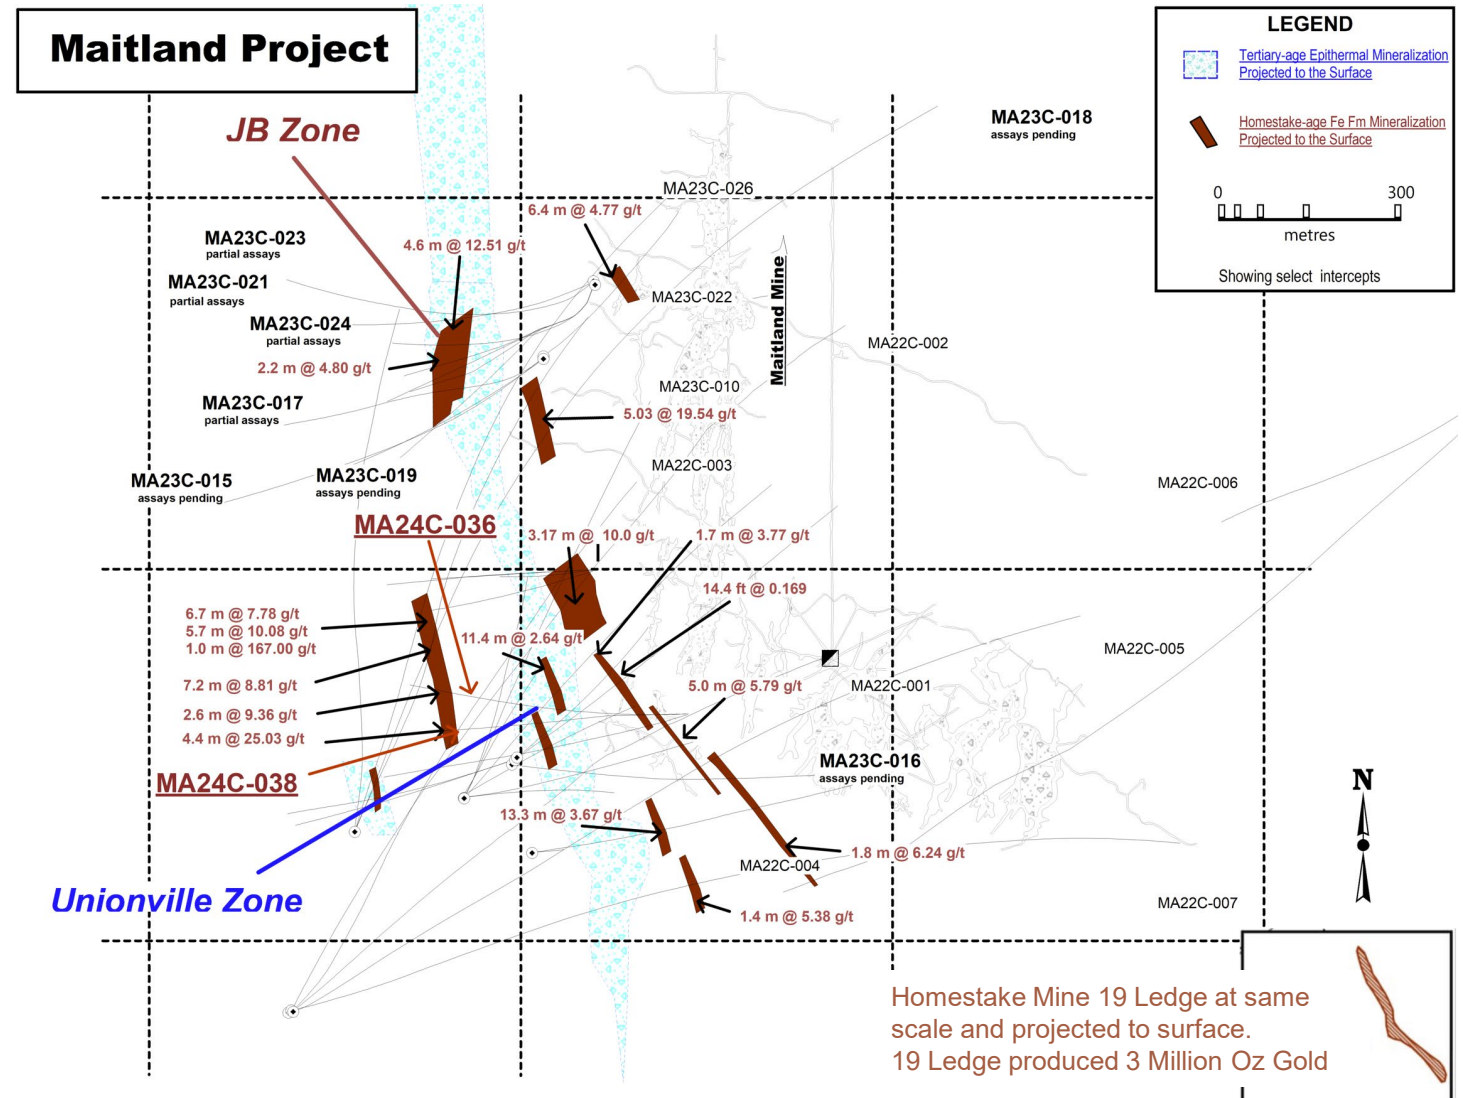 Maitland Project
LEGEND
Tertiary-age Epithermal Mineralization
Projected to the Surface
Homestake-age Fe Fm Mineralization
Projected to the Surface
0 300
metres
Showing select intercepts
JB Zone
MA23C-018
assays pending
MA23C-026
6.4 m @ 4.77 g/t
MA23C-023
partial assays
4.6 m @ 12.51 g/t
MA23C-021
partial assays
MA23C-022
Maitland Mine
MA23C-024
partial assays
MA22C-002
2.2 m @ 4.80 g/t
MA23C-010
MA23C-017
partial assays
5.03 @ 19.54 g/t
MA22C-003
MA23C-015
assays pending
MA23C-019
assays pending
MA22C-006
MA24C-036
3.17 m @ 10.0 g/t
1.7 m @ 3.77 g/t
14.4 ft @ 0.169
6.7 m @ 7.78 g/t
5.7 m @ 10.08 g/t
1.0 m @ 167.00 g/t
11.4 m @ 2.64 g/t
MA22C-005
7.2 m @ 8.81 g/t
5.0 m @ 5.79 g/t
MA22C-001
2.6 m @ 9.36 g/t
4.4 m @ 25.03 g/t
MA23C-016
assays pending
MA24C-038
13.3 m @ 3.67 g/t
1.8 m @ 6.24 g/t
MA22C-004
Unionville Zone
1.4 m @ 5.38 g/t
MA22C-007
N
Homestake Mine 19 Ledge at same
scale and projected to surface.
19 Ledge produced 3 Million Oz Gold